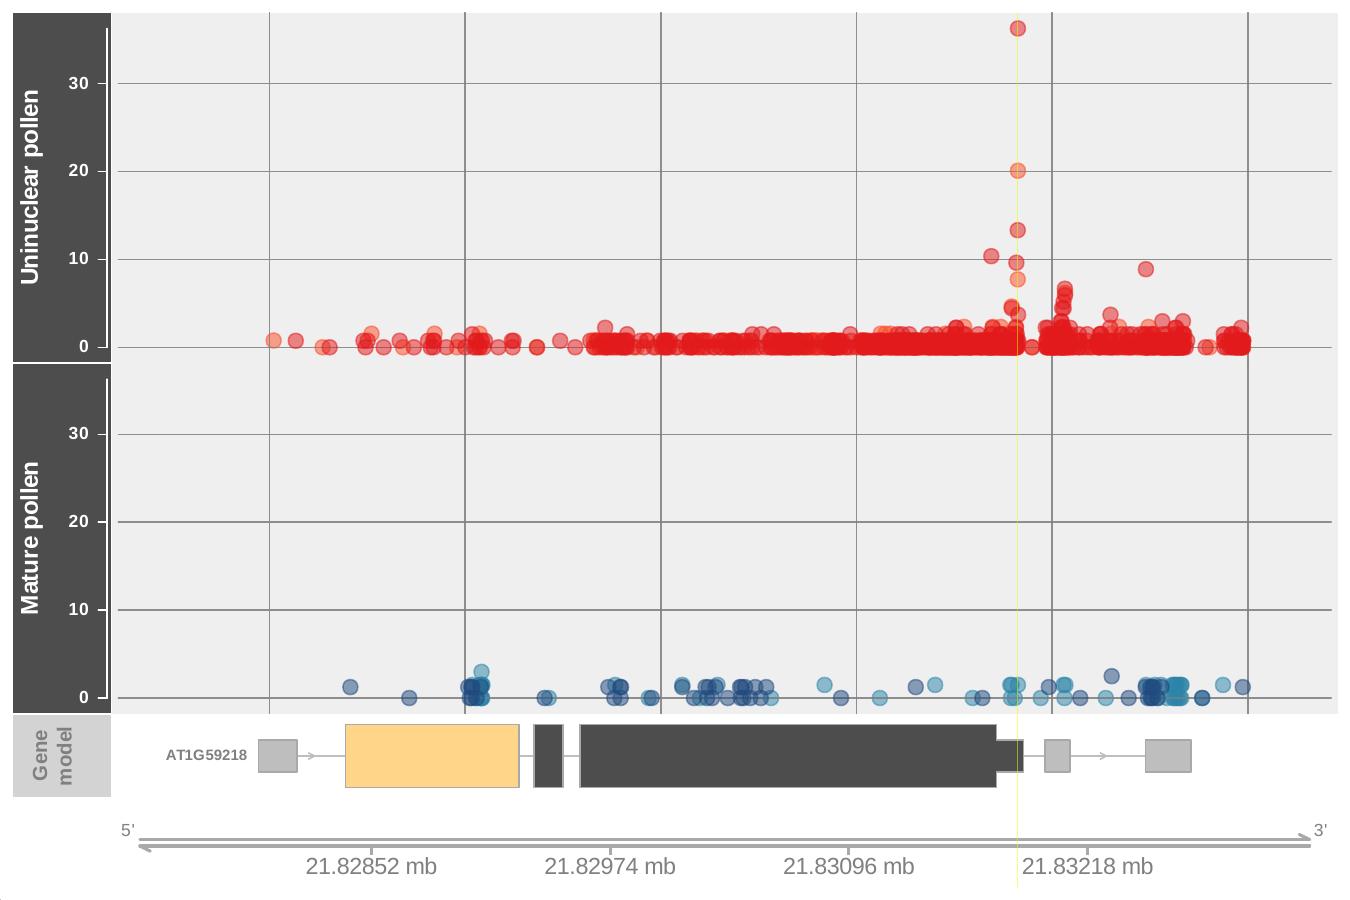 Uninuclear pollen
30
20
10
0
Mature pollen
30
20
10
0
Gene
model
AT1G59218
5'
3'
21.82852 mb
21.82974 mb
21.83096 mb
21.83218 mb